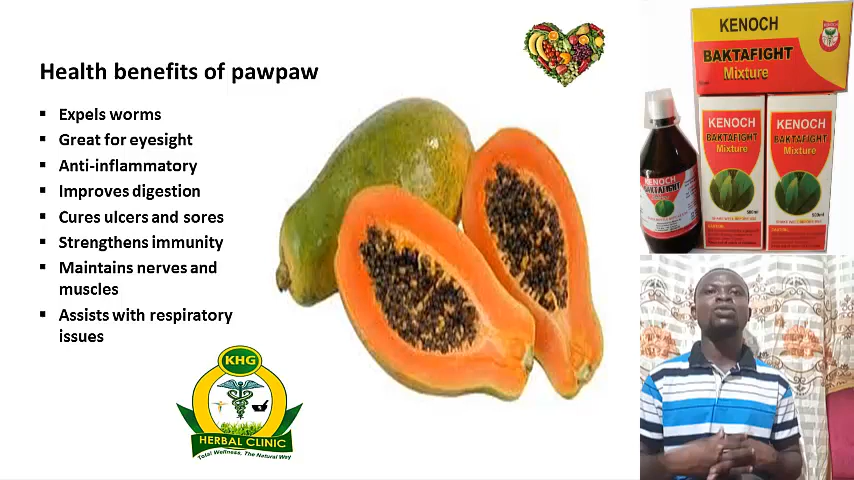 Health benefits of pawpaw
▪ Expels worms
▪ Great for eyesight
▪ Anti-inflammatory
▪ Improves digestion
▪ Cures ulcers and sores
▪ Strengthens immunity
▪ Maintains nerves and
muscles
▪ Assists with respiratory
issues
KHG
HERBAL CLINIC
Total Wellness, The Natural Way
KENOCH
BAKTAFIGHT
Mixture
KENOCH
BAKTAFIGHT
Mixture
500ml
KENOCH
BAKTAFIGHT
Mixture
500ml
KENOCH
BAKTAFIGHT